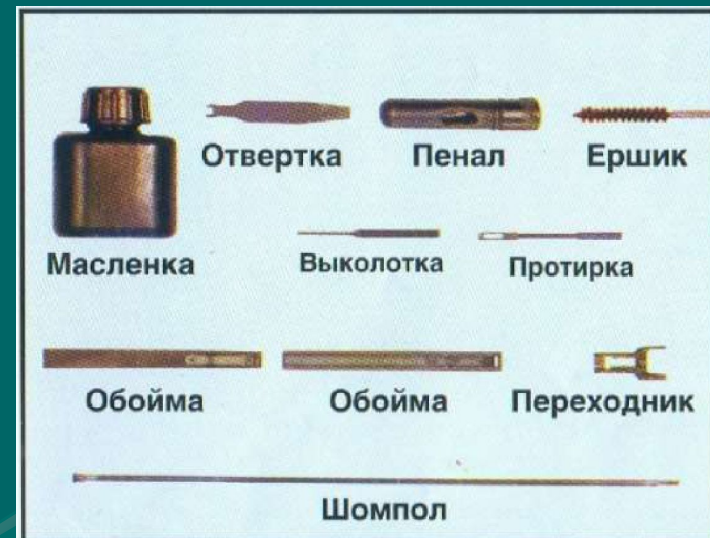 Отвертка Пенал Ершик
Масленка Выколотка Протирка
Обойма Обойма Переходник
Шомпол